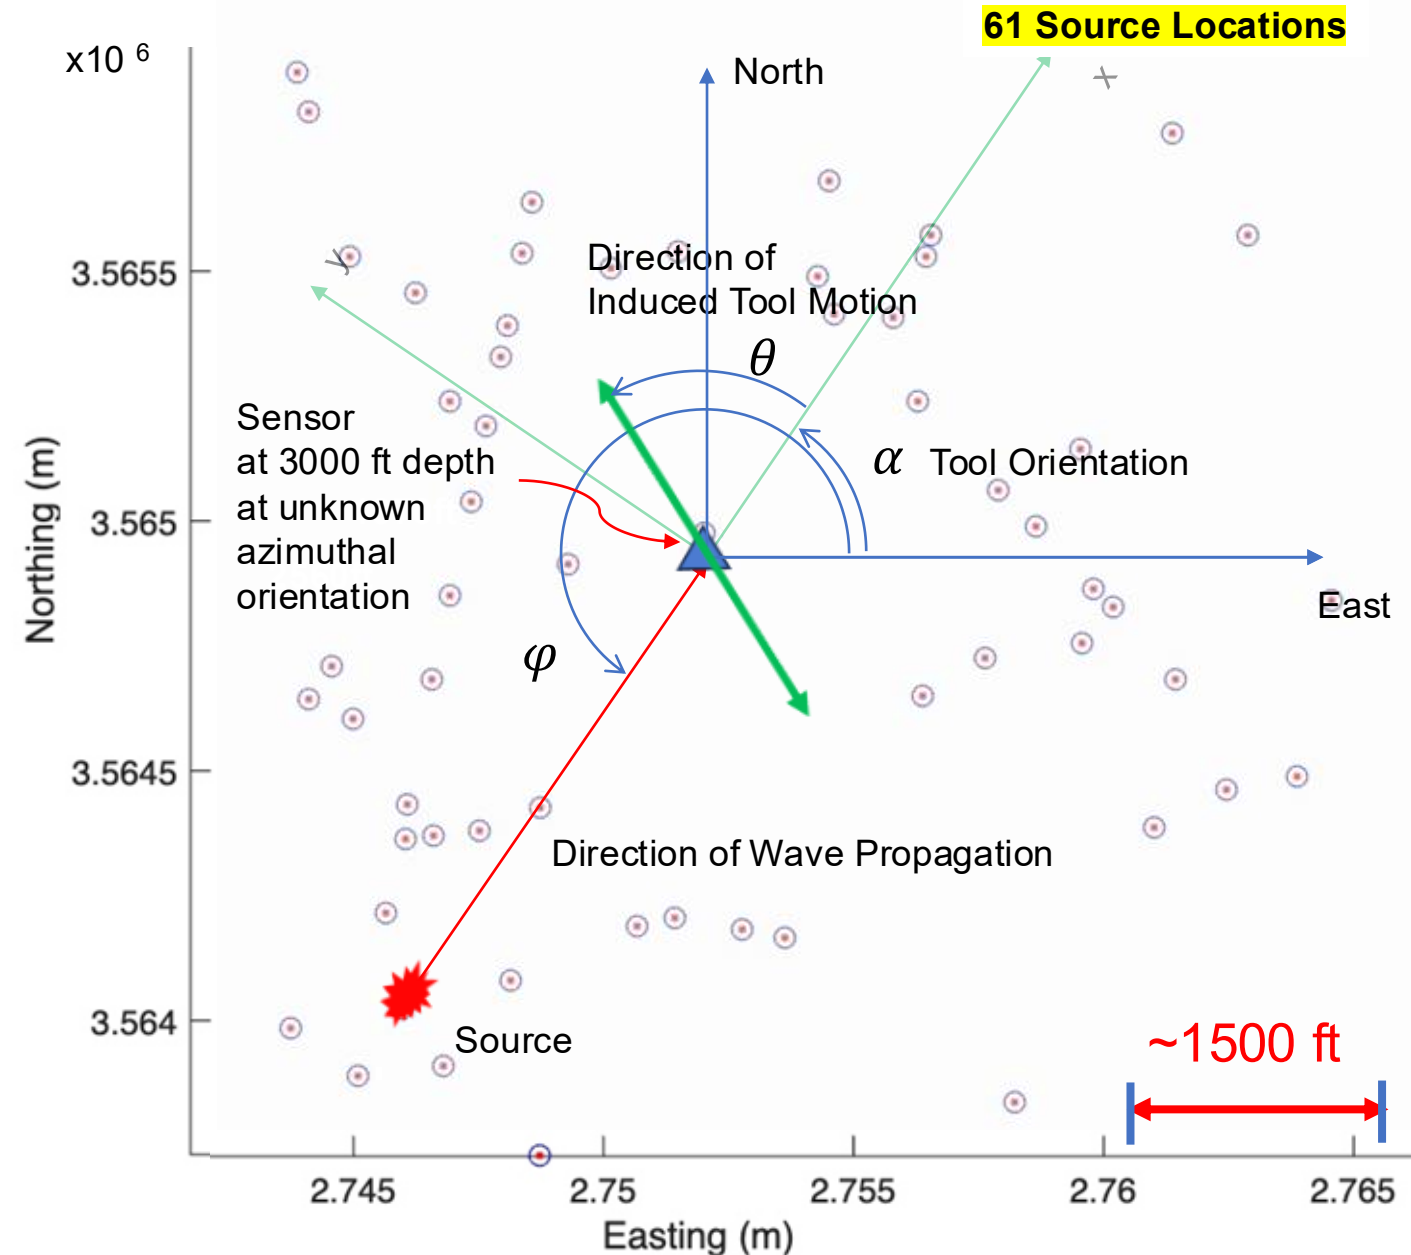 61 Source Locations
x10 6
North
x
y
Direction of
Induced Tool Motion
3.5655
θ
Sensor
at 3000 ft depth
at unknown
azimuthal
orientation
α Tool Orientation
3.565
Northing (m)
East
φ
3.5645
Direction of Wave Propagation
3.564
Source
~1500 ft
2.745 2.75 2.755 2.76 2.765
Easting (m)